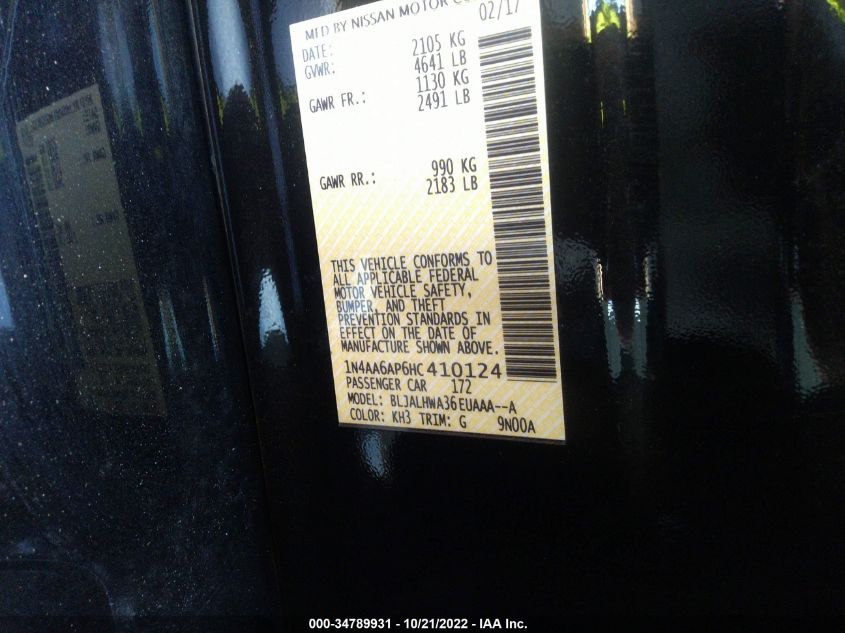 MFD BY NISSAN MOTOR CO
DATE: 02/17
GVWR: 2105 KG
4641 LB
GAWR FR.: 1130 KG
2491 LB
GAWR RR.: 990 KG
2183 LB
THIS VEHICLE CONFORMS TO
ALL APPLICABLE FEDERAL
MOTOR VEHICLE SAFETY,
BUMPER, AND THEFT
PREVENTION STANDARDS IN
EFFECT ON THE DATE OF
MANUFACTURE SHOWN ABOVE.
1N4AA6AP6HC410124
PASSENGER CAR 172
MODEL: BLJALHWA36EUAAA--A
COLOR: KH3 TRIM: G 9N00A
000-34789931 - 10/21/2022 - IAA Inc.